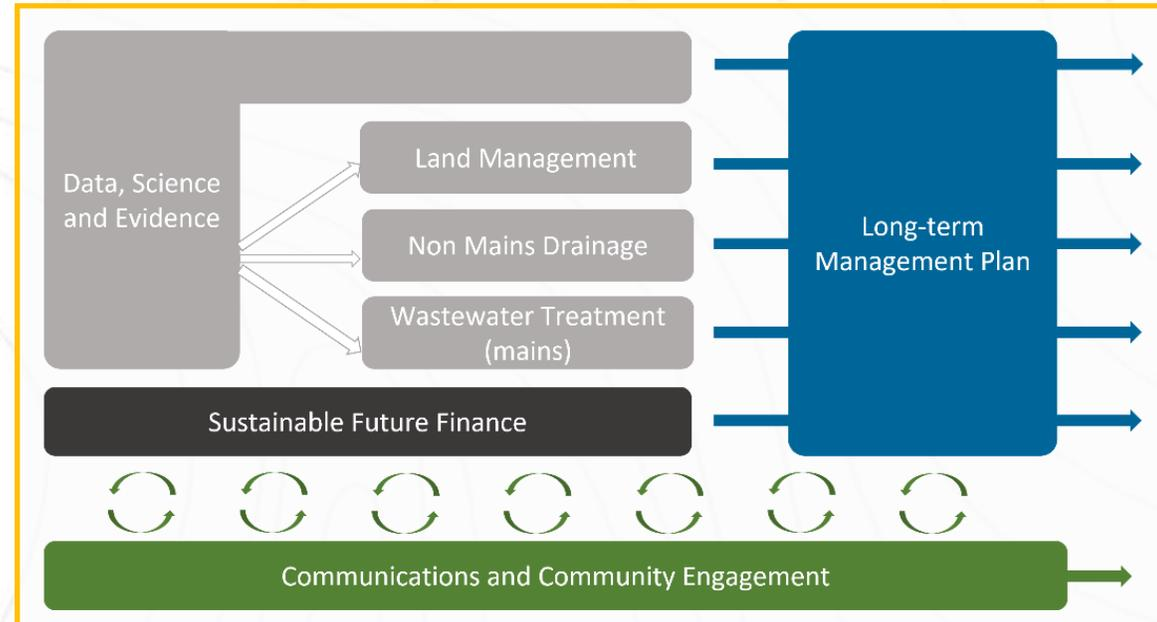 Data, Science
and Evidence
Land Management
Non Mains Drainage
Wastewater Treatment
(mains)
Long-term
Management Plan
Sustainable Future Finance
Communications and Community Engagement